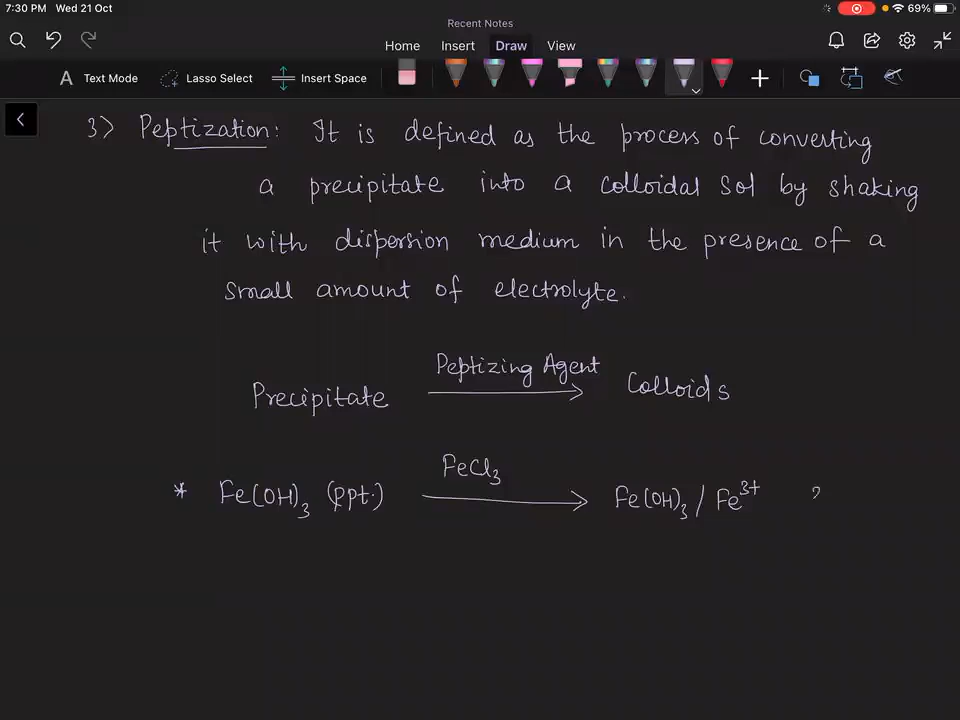 7:30 PM Wed 21 Oct 69%
Recent Notes
Home Insert Draw View
A Text Mode Lasso Select Insert Space
3) Peptization: It is defined as the process of converting
a precipitate into a colloidal sol by shaking
it with dispersion medium in the presence of a
small amount of electrolyte.
Peptizing Agent
Precipitate ⟶ Colloids
FeCl₃
* Fe(OH)₃ (ppt.) ⟶ Fe(OH)₃ / Fe³⁺